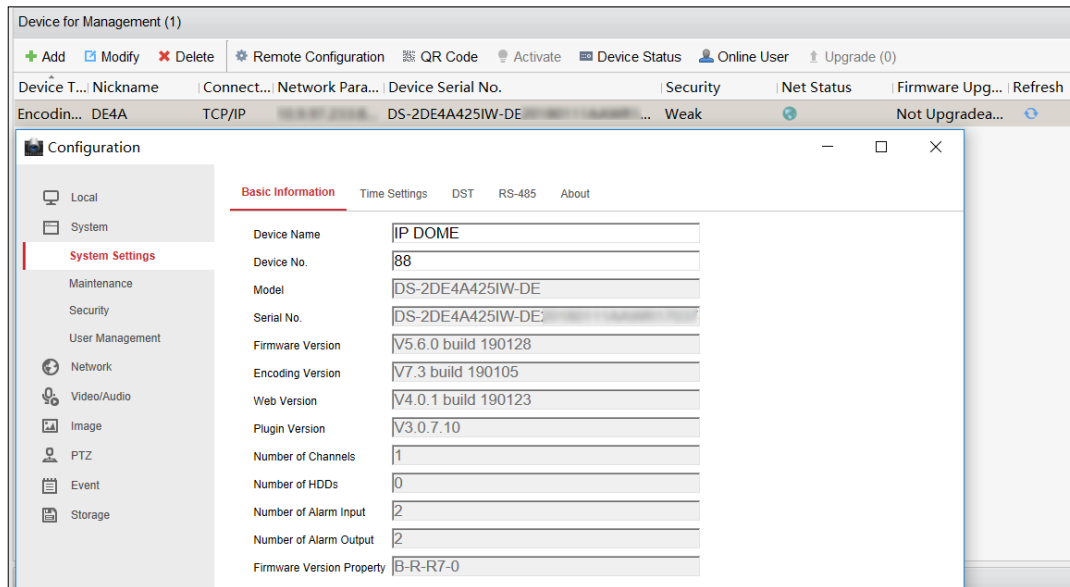 Device for Management (1)
Add Modify Delete Remote Configuration QR Code Activate Device Status Online User Upgrade (0)
Device T... Nickname Connect... Network Para... Device Serial No. Security Net Status Firmware Upg... Refresh
Encodin... DE4A TCP/IP DS-2DE4A425IW-DE ... Weak Not Upgradea...
Configuration
Local
System
System Settings
Maintenance
Security
User Management
Network
Video/Audio
Image
PTZ
Event
Storage
Basic Information Time Settings DST RS-485 About
Device Name IP DOME
Device No. 88
Model DS-2DE4A425IW-DE
Serial No. DS-2DE4A425IW-DE
Firmware Version V5.6.0 build 190128
Encoding Version V7.3 build 190105
Web Version V4.0.1 build 190123
Plugin Version V3.0.7.10
Number of Channels 1
Number of HDDs 0
Number of Alarm Input 2
Number of Alarm Output 2
Firmware Version Property B-R-R7-0